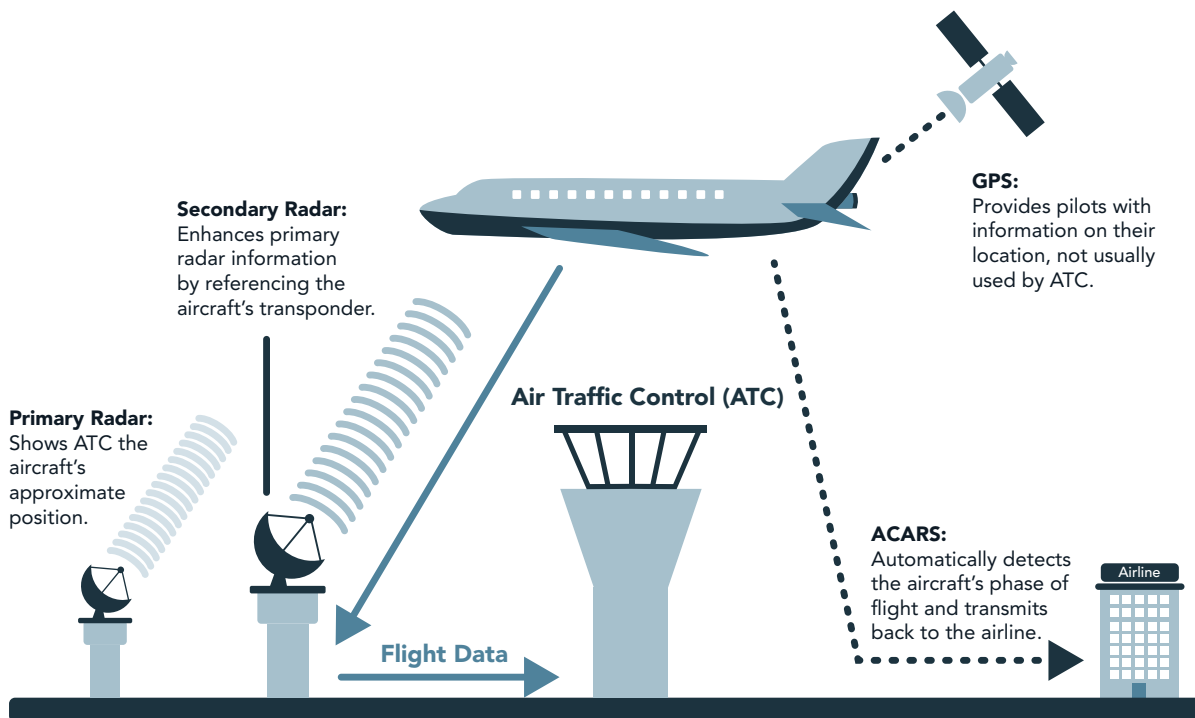 GPS:
Provides pilots with
information on their
location, not usually
used by ATC.
Secondary Radar:
Enhances primary
radar information
by referencing the
aircraft's transponder.
Air Traffic Control (ATC)
Primary Radar:
Shows ATC the
aircraft's
approximate
position.
ACARS:
Automatically detects
the aircraft's phase of
flight and transmits
back to the airline.
Airline
Flight Data